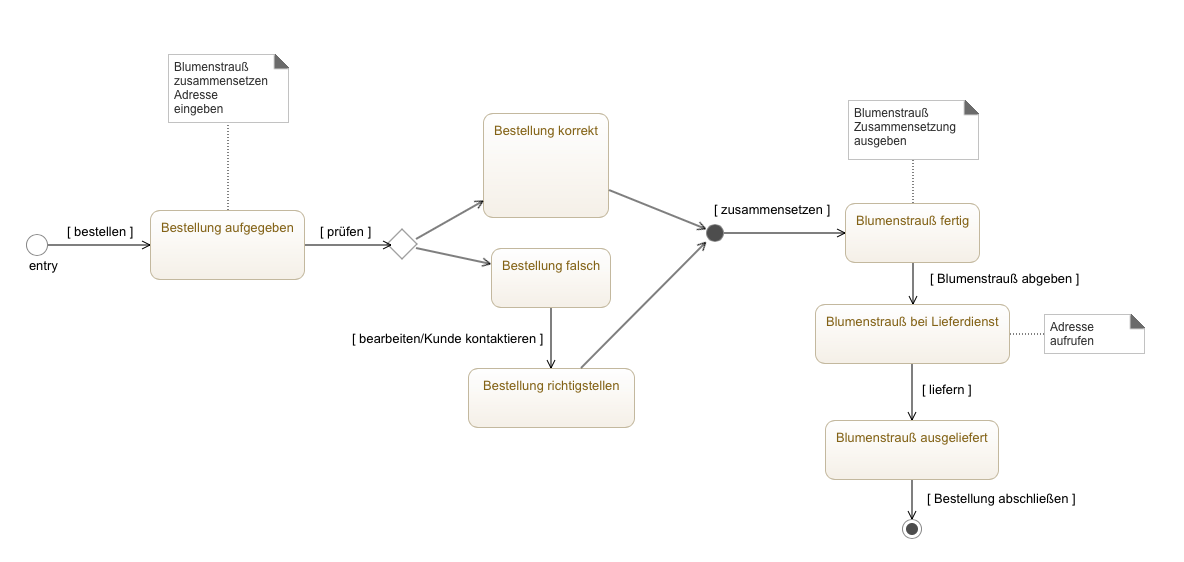 Blumenstrauß
zusammensetzen
Adresse
eingeben
[ bestellen ]
entry
Bestellung aufgegeben
[ prüfen ]
Bestellung korrekt
Bestellung falsch
[ bearbeiten/Kunde kontaktieren ]
Bestellung richtigstellen
[ zusammensetzen ]
Blumenstrauß
Zusammensetzung
ausgeben
Blumenstrauß fertig
[ Blumenstrauß abgeben ]
Blumenstrauß bei Lieferdienst
Adresse
aufrufen
[ liefern ]
Blumenstrauß ausgeliefert
[ Bestellung abschließen ]